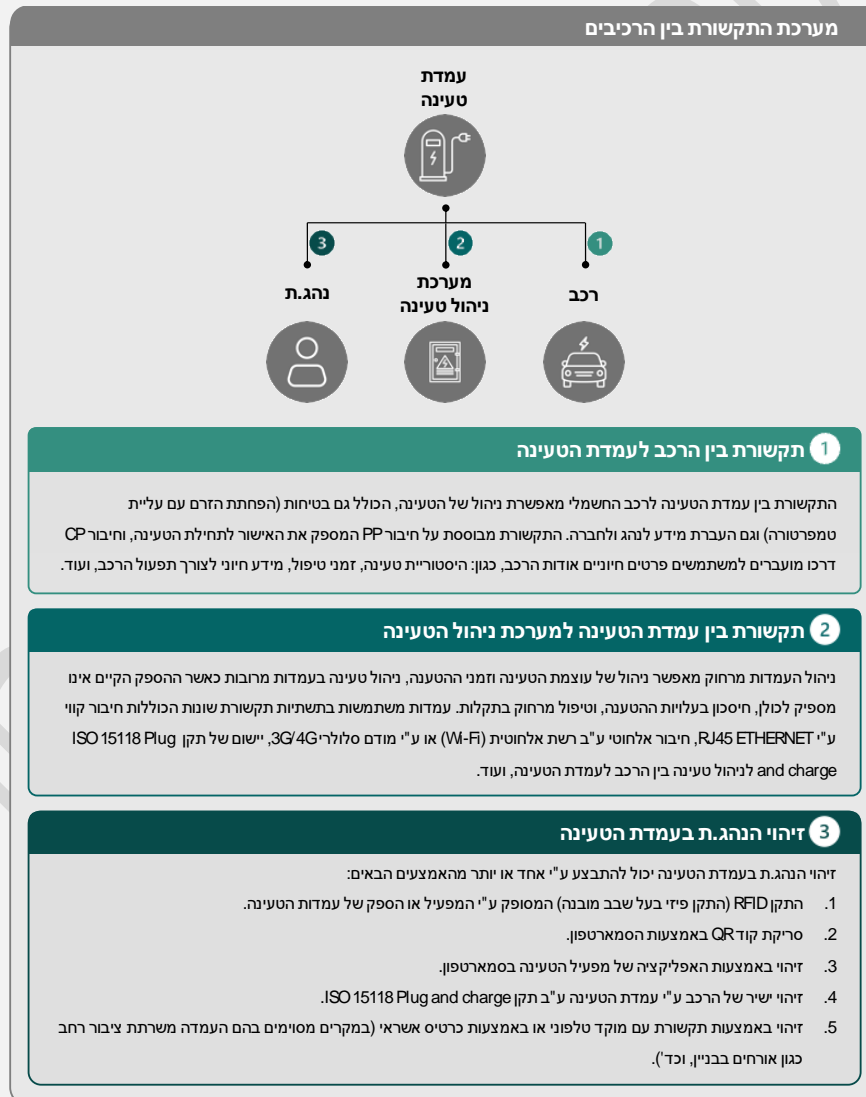 מערכת התקשורת בין הרכיבים
עמדת
טעינה
1
2
3
רכב
מערכת
ניהול טעינה
נהג.ת
1 תקשורת בין הרכב לעמדת הטעינה
התקשורת בין עמדת הטעינה לרכב החשמלי מאפשרת ניהול של הטעינה, הכולל גם בטיחות (הפחתת הזרם עם עליית
טמפרטורה) וגם העברת מידע לנהג ולחברה. התקשורת מבוססת על חיבור PP המספק את האישור לתחילת הטעינה, וחיבור CP
דרכו מועברים למשתמשים פרטים חיוניים אודות הרכב, כגון: היסטוריית טעינה, זמני טיפול, מידע חיוני לצורך תפעול הרכב, ועוד.
2 תקשורת בין עמדת הטעינה למערכת ניהול הטעינה
ניהול העמדות מרחוק מאפשר ניהול של עוצמת הטעינה וזמני ההטענה, ניהול טעינה בעמדות מרובות כאשר ההספק הקיים אינו
מספיק לכולן, חיסכון בעלויות ההטענה, וטיפול מרחוק בתקלות. עמדות משתמשות בתשתיות תקשורת שונות הכוללות חיבור קווי
ע"י RJ45 ETHERNET, חיבור אלחוטי ע"ב רשת אלחוטית (Wi-Fi) או ע"י מודם סלולרי 3G/4G, יישום של תקן ISO 15118 Plug
and charge לניהול טעינה בין הרכב לעמדת הטעינה, ועוד.
3 זיהוי הנהג.ת בעמדת הטעינה
זיהוי הנהג.ת בעמדת הטעינה יכול להתבצע ע"י אחד או יותר מהאמצעים הבאים:
1. התקן RFID (התקן פיזי בעל שבב מובנה) המסופק ע"י המפעיל או הספק של עמדות הטעינה.
2. סריקת קוד QR באמצעות הסמארטפון.
3. זיהוי באמצעות האפליקציה של מפעיל הטעינה בסמארטפון.
4. זיהוי ישיר של הרכב ע"י עמדת הטעינה ע"ב תקן ISO 15118 Plug and charge.
5. זיהוי באמצעות תקשורת עם מוקד טלפוני או באמצעות כרטיס אשראי (במקרים מסוימים בהם העמדה משרתת ציבור רחב
כגון אורחים בבניין, וכד').